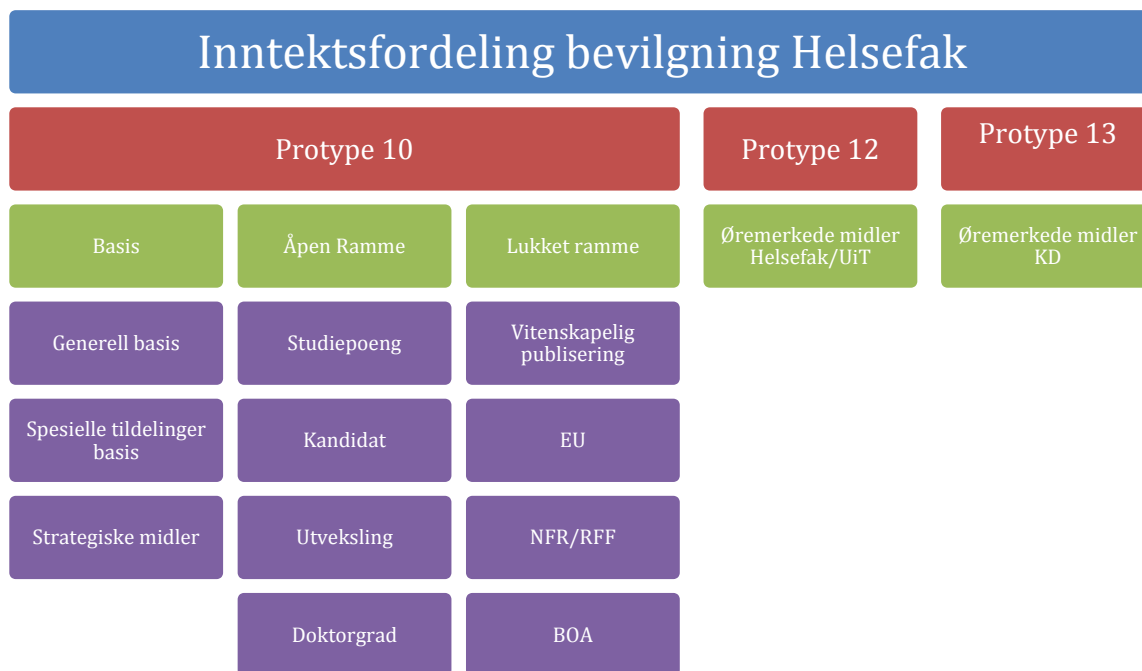 Inntektsfordeling bevilgning Helsefak
Protype 10
Protype 12
Protype 13
Basis
Åpen Ramme
Lukket ramme
Øremerkede midler
Helsefak/UiT
Øremerkede midler
KD
Generell basis
Studiepoeng
Vitenskapelig
publisering
Spesielle tildelinger
basis
Kandidat
EU
Strategiske midler
Utveksling
NFR/RFF
Doktorgrad
BOA